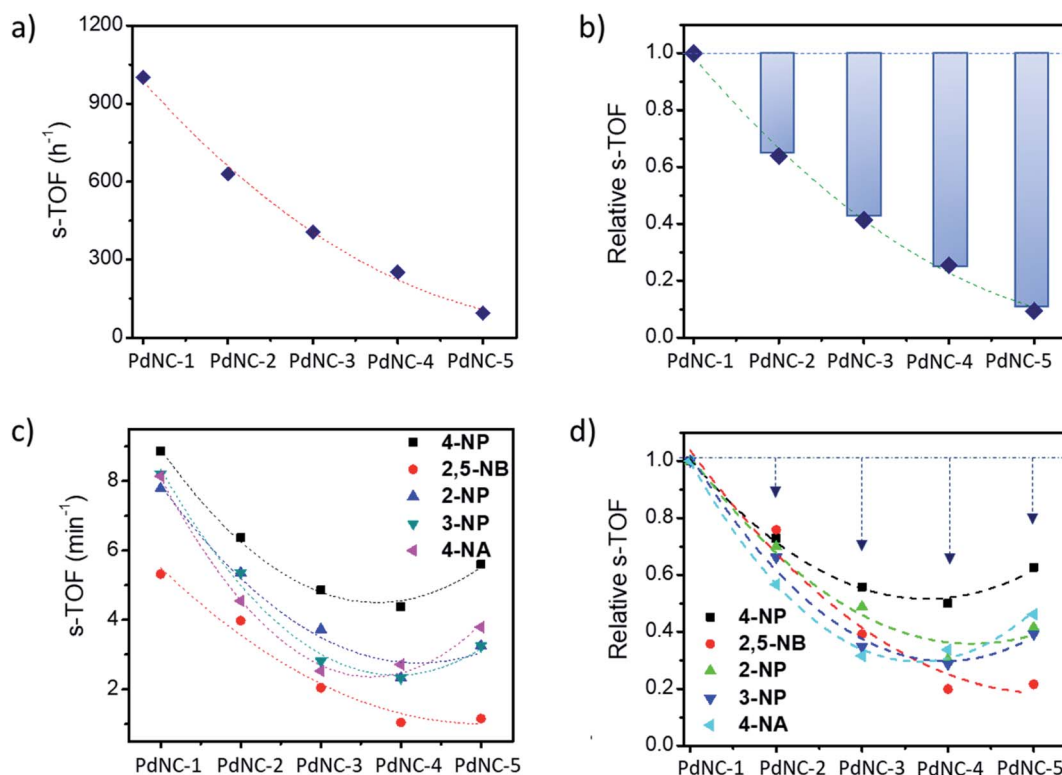 a)
s-TOF (h⁻¹)
1200
900
600
300
0
PdNC-1 PdNC-2 PdNC-3 PdNC-4 PdNC-5
b)
Relative s-TOF
1.0
0.8
0.6
0.4
0.2
0.0
PdNC-1 PdNC-2 PdNC-3 PdNC-4 PdNC-5
c)
s-TOF (min⁻¹)
8
6
4
2
4-NP
2,5-NB
2-NP
3-NP
4-NA
PdNC-1 PdNC-2 PdNC-3 PdNC-4 PdNC-5
d)
Relative s-TOF
1.0
0.8
0.6
0.4
0.2
0.0
4-NP
2,5-NB
2-NP
3-NP
4-NA
PdNC-1 PdNC-2 PdNC-3 PdNC-4 PdNC-5